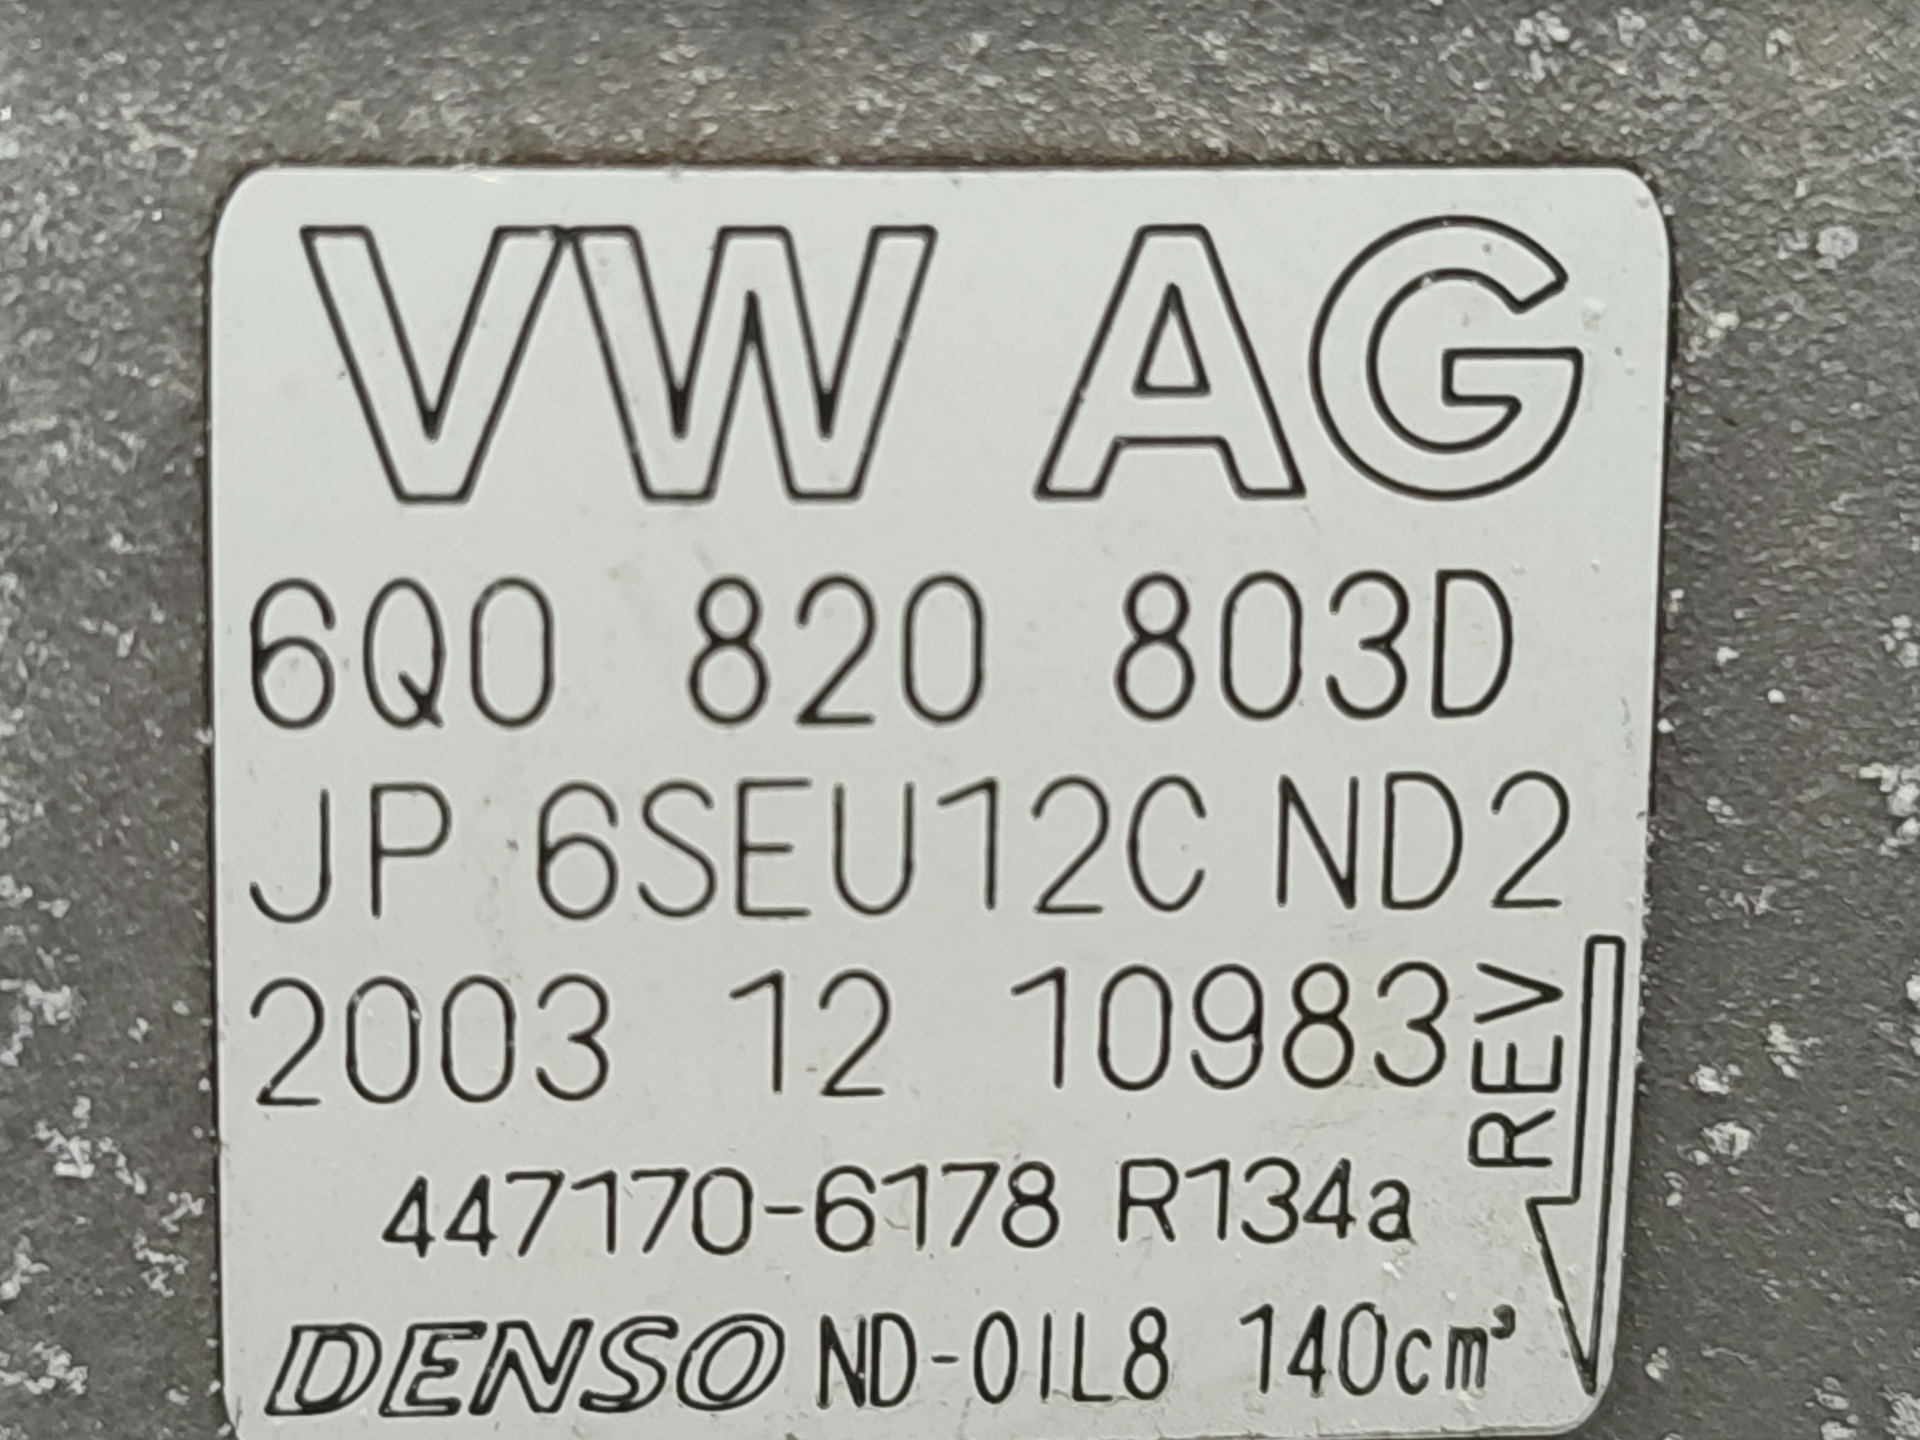 VW AG
6Q0 820 803D
JP 6SEU12C ND2
2003 12 10983
REV
447170-6178 R134a
DENSO ND-OIL8 140cm³